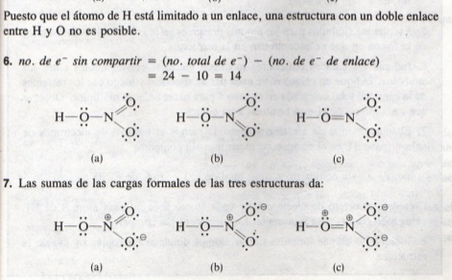 Puesto que el átomo de H está limitado a un enlace, una estructura con un doble enlace
entre H y O no es posible.
6. no. de e⁻ sin compartir = (no. total de e⁻) − (no. de e⁻ de enlace)
= 24 − 10 = 14
H—Ö—N O O H—Ö—N O O H—Ö=N O O
(a) (b) (c)
7. Las sumas de las cargas formales de las tres estructuras da:
H—Ö—N⊕ O O⊖ H—Ö—N⊕ O⊖ O H—Ö⊕=N⊕ O⊖ O⊖
(a) (b) (c)